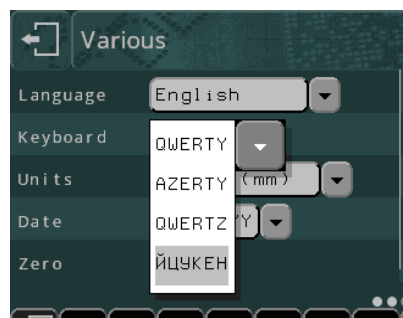 Various
Language English
Keyboard
QWERTY
Units AZERTY (mm)
Date QWERTZ Y
Zero ЙЦУКЕН